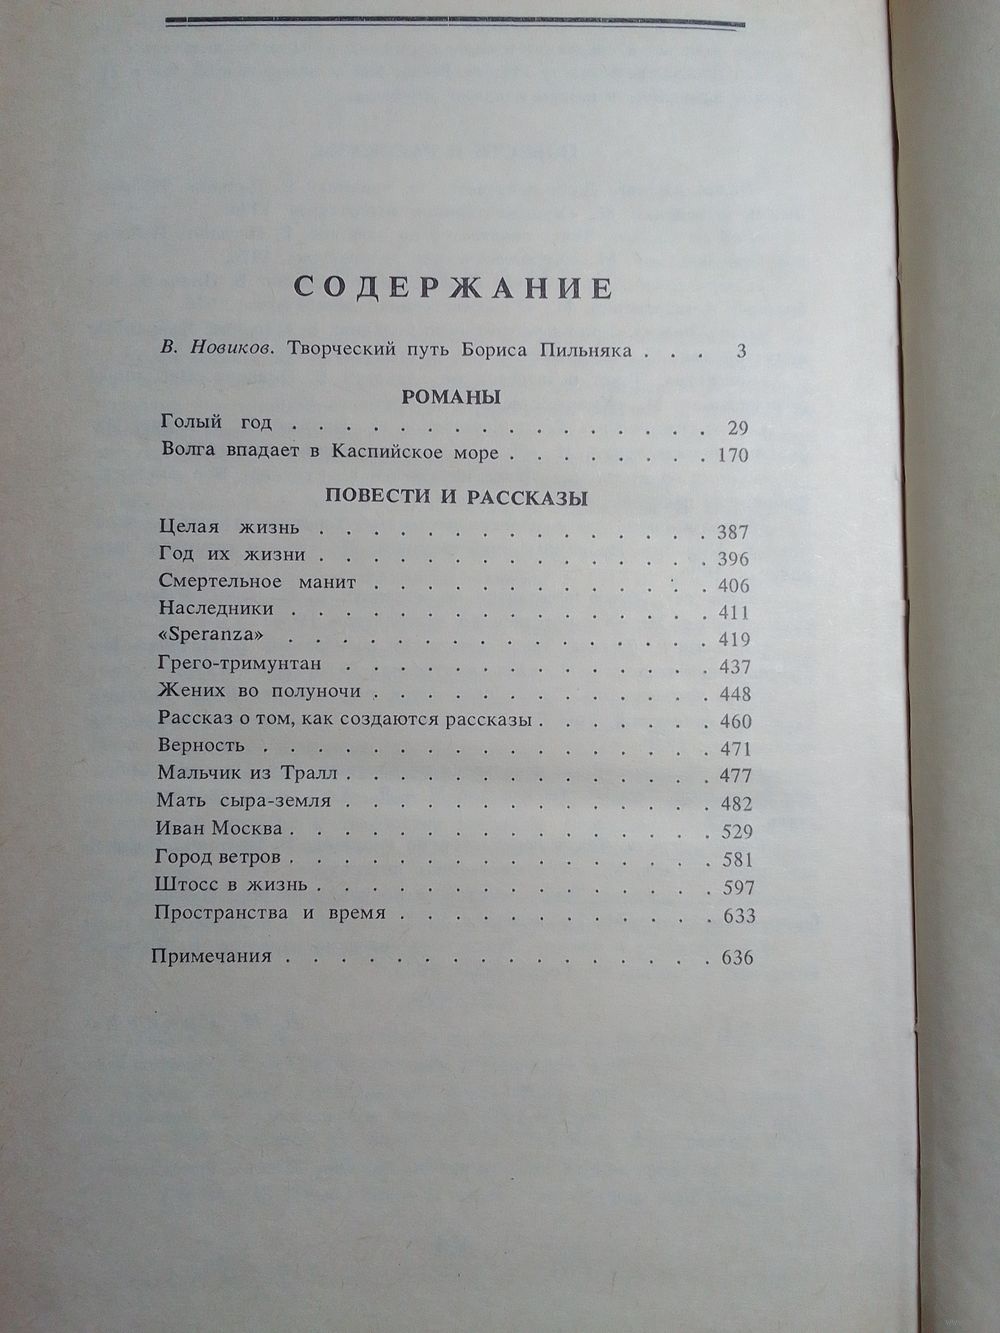 СОДЕРЖАНИЕ
В. Новиков. Творческий путь Бориса Пильняка . . . 3
РОМАНЫ
Голый год . . . . . . . . . . . . . . . . 29
Волга впадает в Каспийское море . . . . . . . . 170
ПОВЕСТИ И РАССКАЗЫ
Целая жизнь . . . . . . . . . . . . . . . 387
Год их жизни . . . . . . . . . . . . . . . 396
Смертельное манит . . . . . . . . . . . . . 406
Наследники . . . . . . . . . . . . . . . . 411
«Speranza» . . . . . . . . . . . . . . . . 419
Грего-тримунтан . . . . . . . . . . . . . . 437
Жених во полуночи . . . . . . . . . . . . . 448
Рассказ о том, как создаются рассказы . . . . . . . 460
Верность . . . . . . . . . . . . . . . . . 471
Мальчик из Тралл . . . . . . . . . . . . . . 477
Мать сыра-земля . . . . . . . . . . . . . . 482
Иван Москва . . . . . . . . . . . . . . . . 529
Город ветров . . . . . . . . . . . . . . . . 581
Штосс в жизнь . . . . . . . . . . . . . . . 597
Пространства и время . . . . . . . . . . . . 633
Примечания . . . . . . . . . . . . . . . . 636